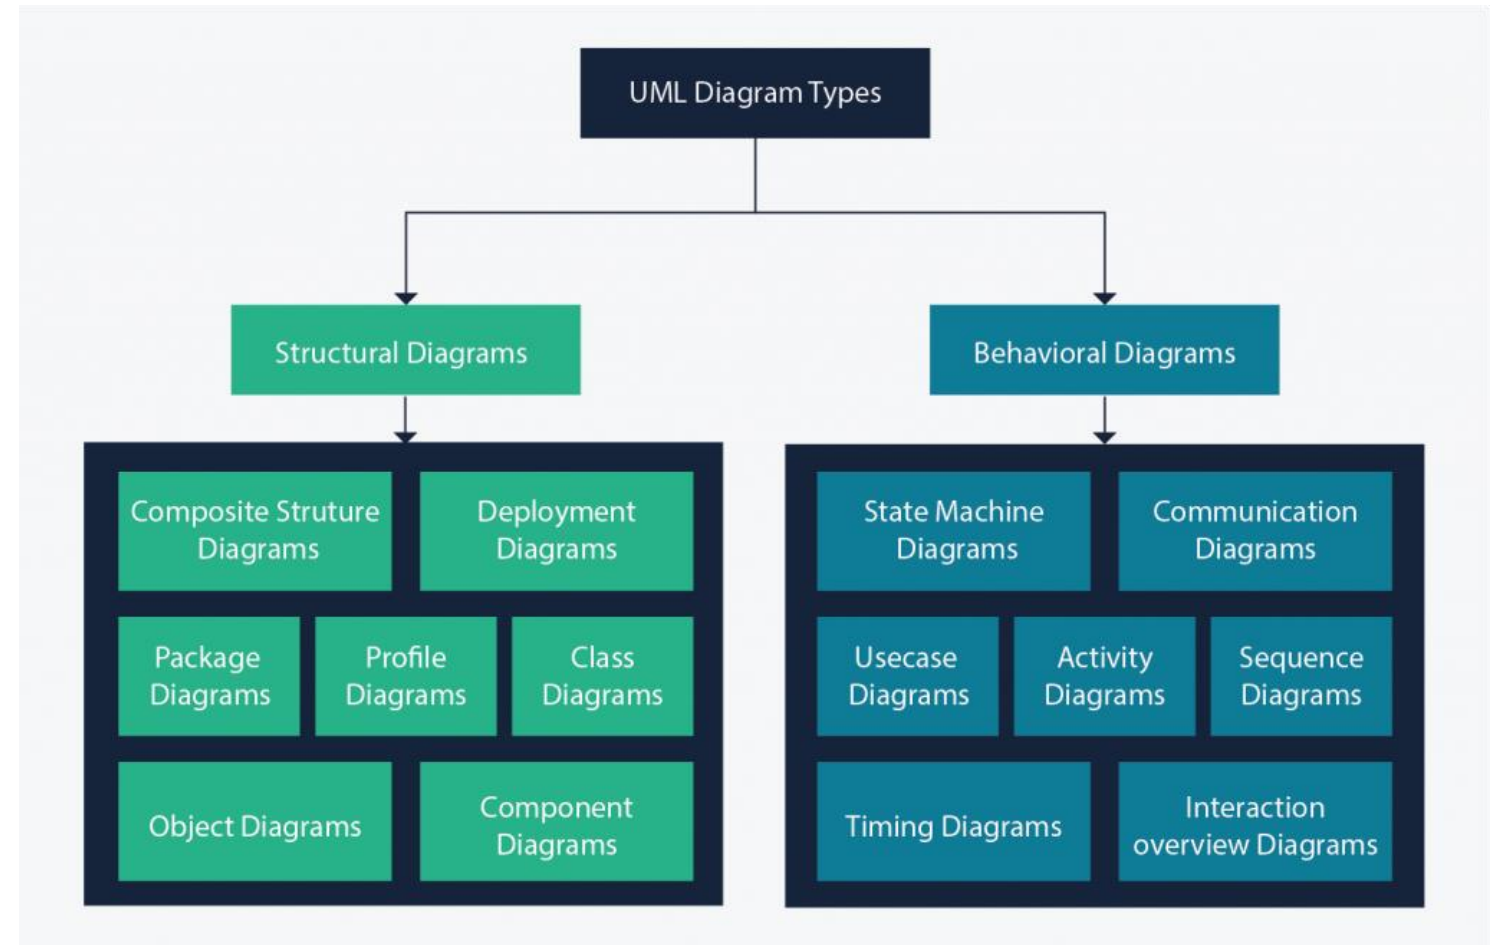 UML Diagram Types
Structural Diagrams
Behavioral Diagrams
Composite Struture
Diagrams
Deployment
Diagrams
Package
Diagrams
Profile
Diagrams
Class
Diagrams
Object Diagrams
Component
Diagrams
State Machine
Diagrams
Communication
Diagrams
Usecase
Diagrams
Activity
Diagrams
Sequence
Diagrams
Timing Diagrams
Interaction
overview Diagrams